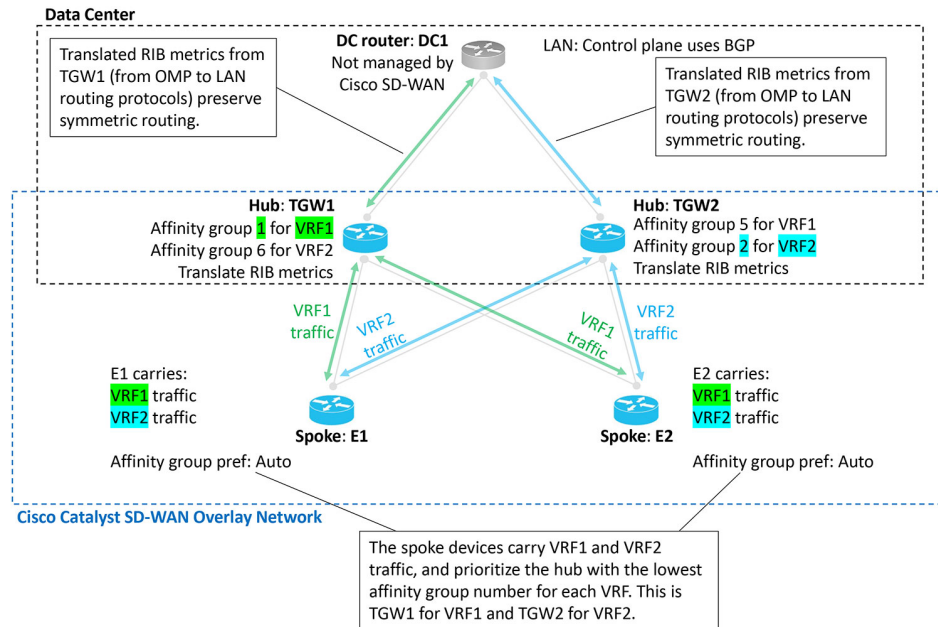 Data Center
Translated RIB metrics from
TGW1 (from OMP to LAN
routing protocols) preserve
symmetric routing.
DC router: DC1
Not managed by
Cisco SD-WAN
LAN: Control plane uses BGP
Translated RIB metrics from
TGW2 (from OMP to LAN
routing protocols) preserve
symmetric routing.
Hub: TGW1
Affinity group 1 for VRF1
Affinity group 6 for VRF2
Translate RIB metrics
Hub: TGW2
Affinity group 5 for VRF1
Affinity group 2 for VRF2
Translate RIB metrics
VRF1
traffic
VRF2
traffic
VRF1
traffic
VRF2
traffic
E1 carries:
VRF1 traffic
VRF2 traffic
Spoke: E1
Affinity group pref: Auto
Spoke: E2
E2 carries:
VRF1 traffic
VRF2 traffic
Affinity group pref: Auto
Cisco Catalyst SD-WAN Overlay Network
The spoke devices carry VRF1 and VRF2
traffic, and prioritize the hub with the lowest
affinity group number for each VRF. This is
TGW1 for VRF1 and TGW2 for VRF2.